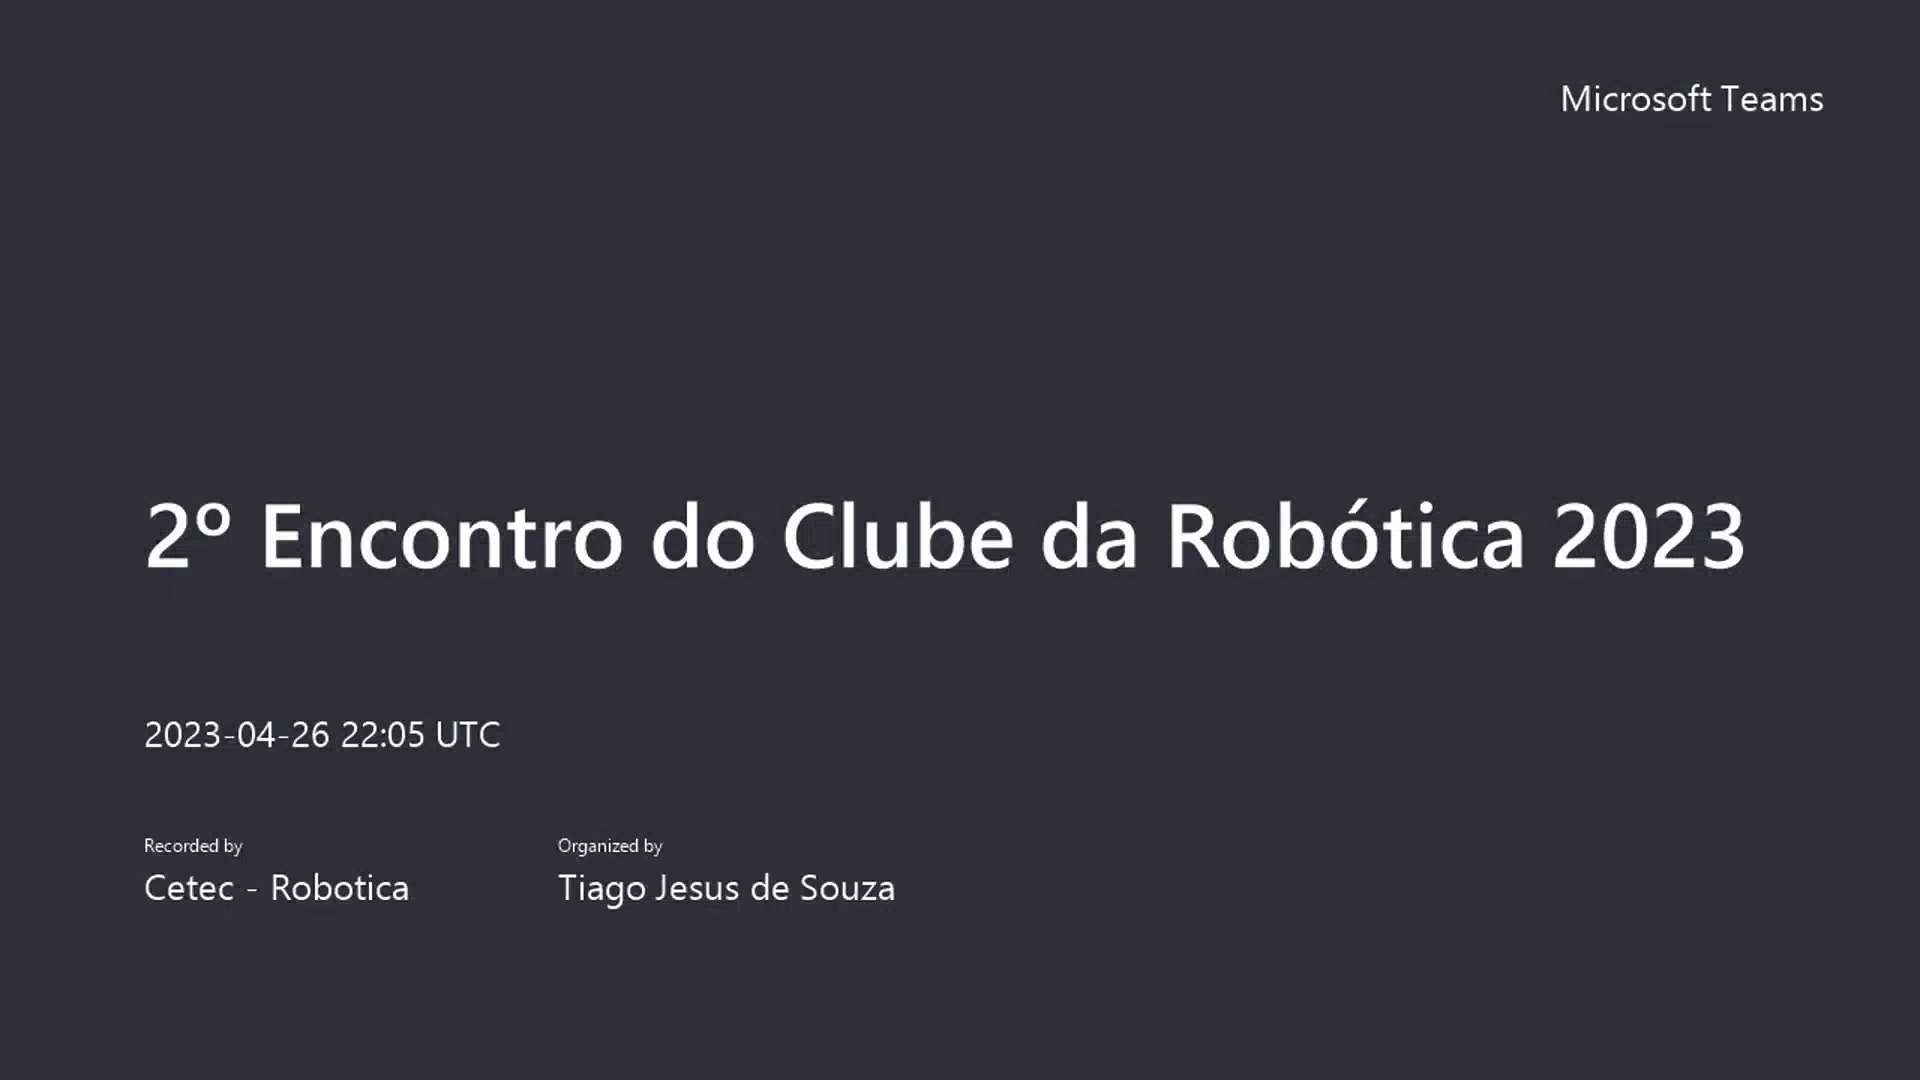 Microsoft Teams
2º Encontro do Clube da Robótica 2023
2023-04-26 22:05 UTC
Recorded by
Cetec - Robotica
Organized by
Tiago Jesus de Souza